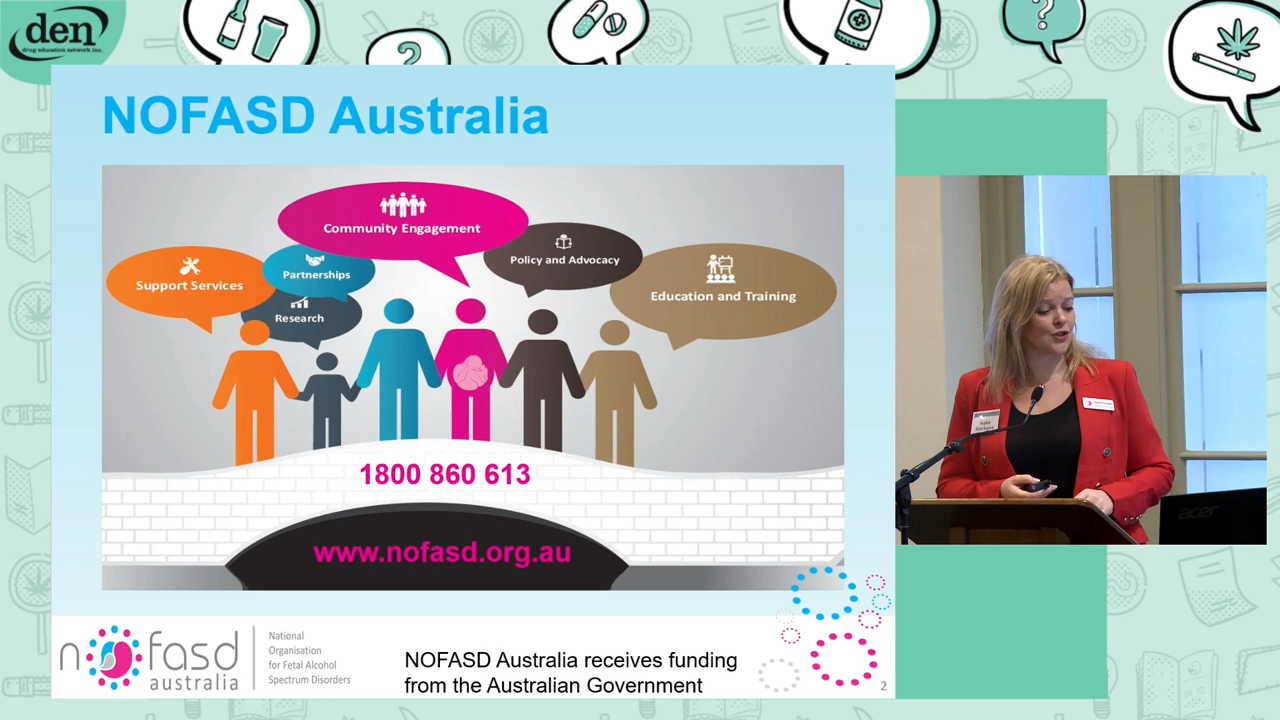 den
drug education network inc.
NOFASD Australia
Community Engagement
Policy and Advocacy
Support Services
Partnerships
Education and Training
Research
1800 860 613
www.nofasd.org.au
nofasd
australia
National
Organisation
for Fetal Alcohol
Spectrum Disorders
NOFASD Australia receives funding
from the Australian Government
2
acer